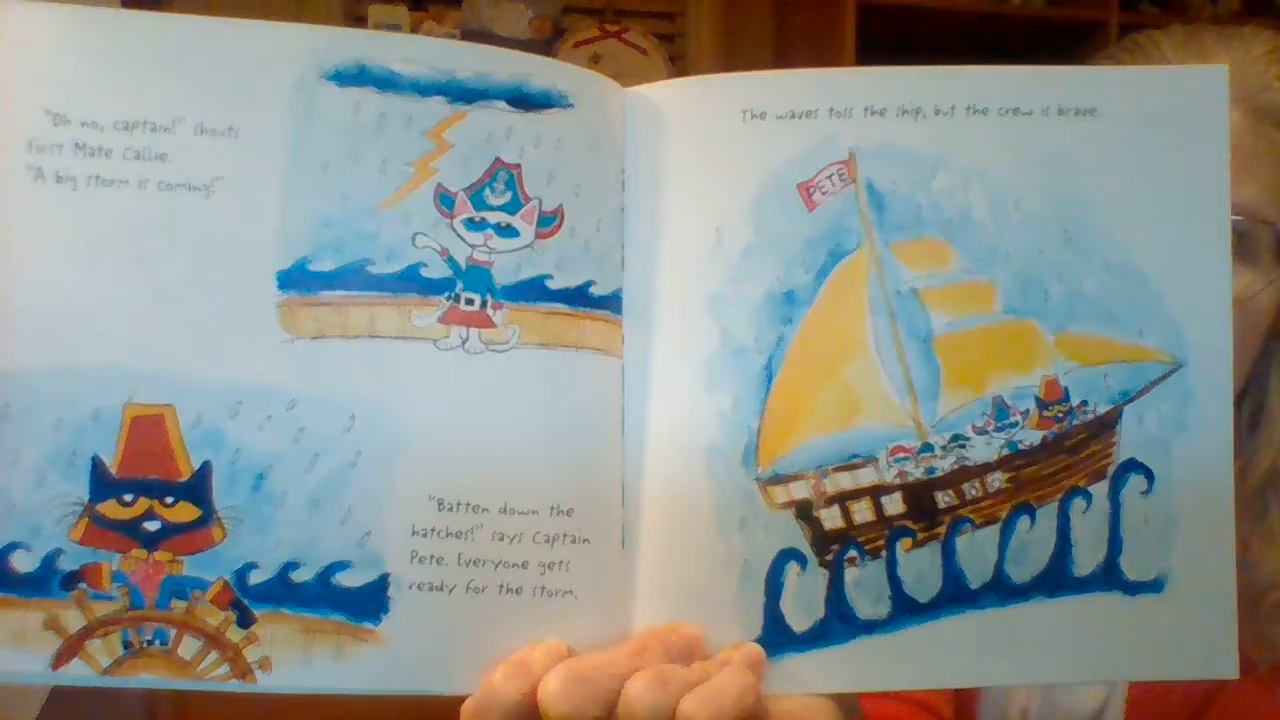 "Oh no, captain!" shouts
First Mate Callie.
"A big storm is coming!"
"Batten down the
hatches!" says Captain
Pete. Everyone gets
ready for the storm.
The waves toss the ship, but the crew is brave.
PETE